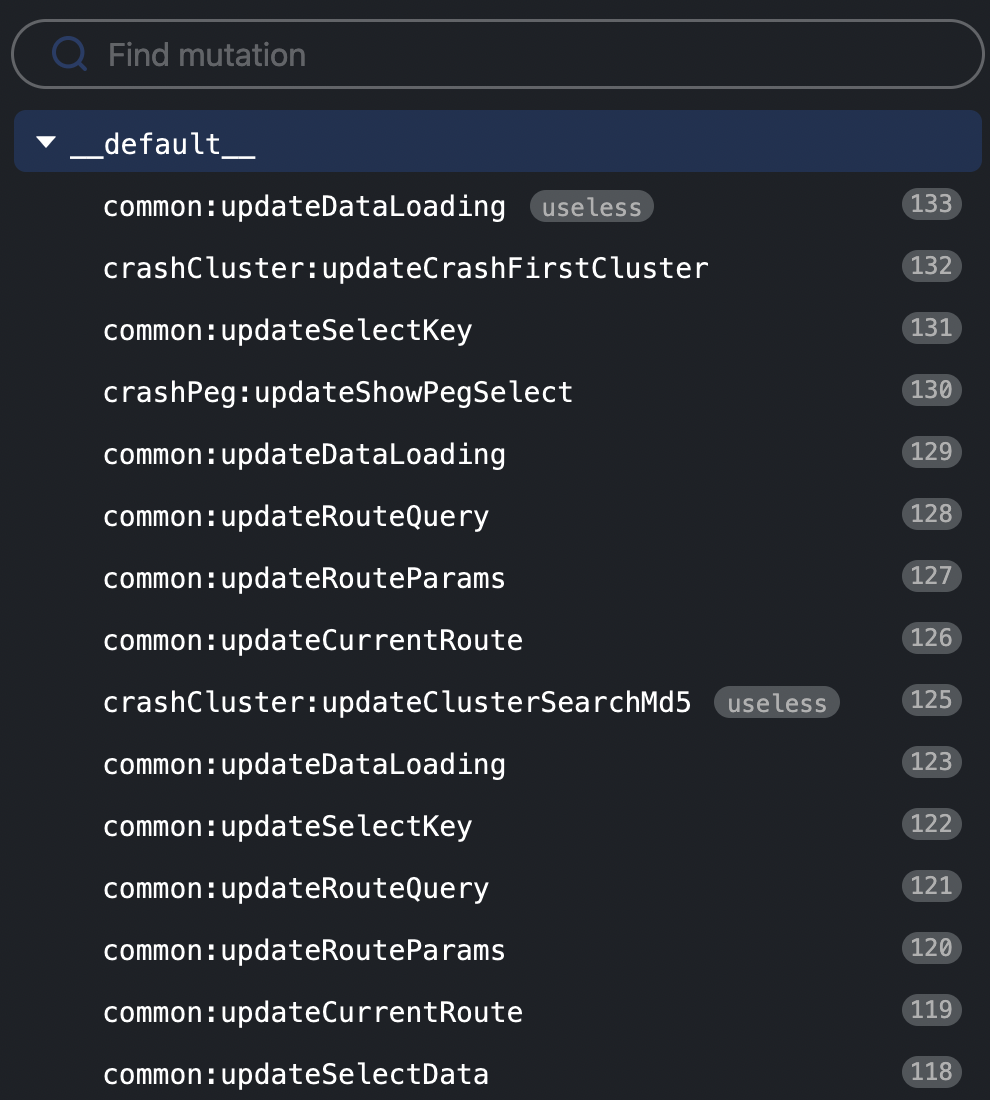 Find mutation
__default__
common:updateDataLoading useless 133
crashCluster:updateCrashFirstCluster 132
common:updateSelectKey 131
crashPeg:updateShowPegSelect 130
common:updateDataLoading 129
common:updateRouteQuery 128
common:updateRouteParams 127
common:updateCurrentRoute 126
crashCluster:updateClusterSearchMd5 useless 125
common:updateDataLoading 123
common:updateSelectKey 122
common:updateRouteQuery 121
common:updateRouteParams 120
common:updateCurrentRoute 119
common:updateSelectData 118